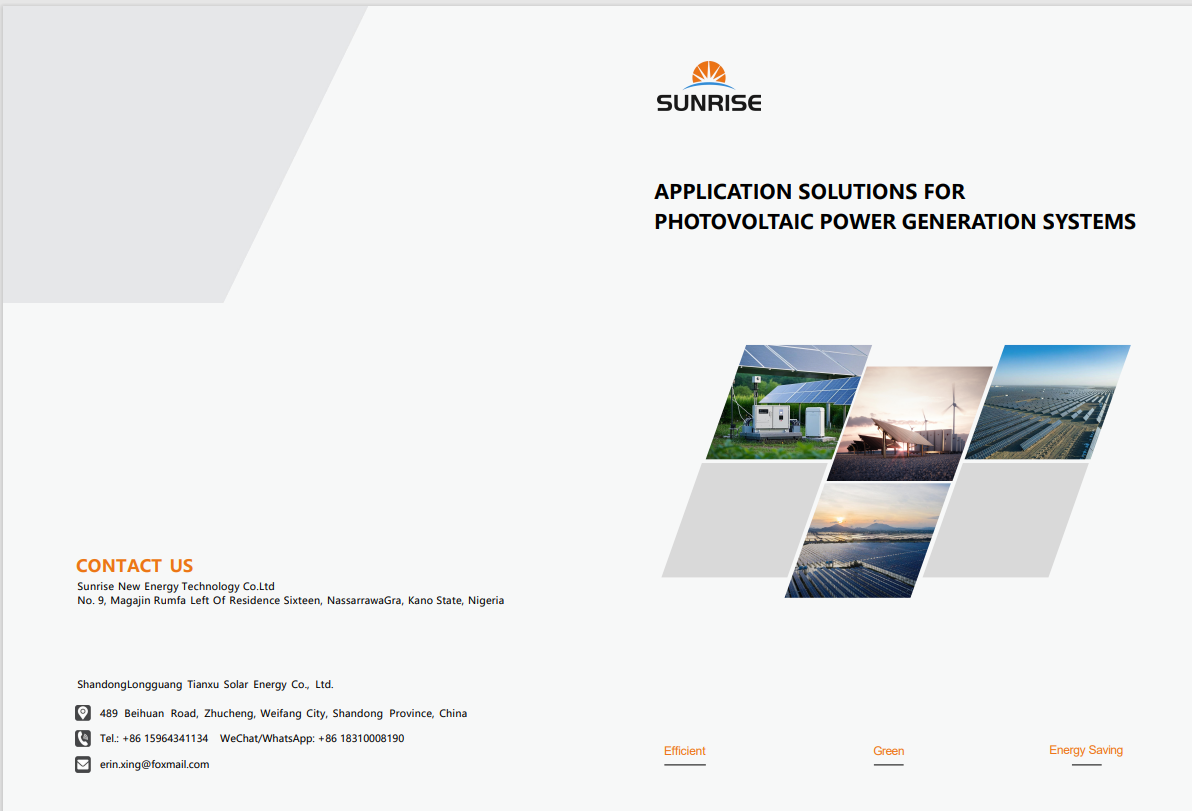 SUNRISE
APPLICATION SOLUTIONS FOR
PHOTOVOLTAIC POWER GENERATION SYSTEMS
CONTACT US
Sunrise New Energy Technology Co.Ltd
No. 9, Magajin Rumfa Left Of Residence Sixteen, NassarrawaGra, Kano State, Nigeria
ShandongLongguang Tianxu Solar Energy Co., Ltd.
489 Beihuan Road, Zhucheng, Weifang City, Shandong Province, China
Tel.: +86 15964341134 WeChat/WhatsApp: +86 18310008190
erin.xing@foxmail.com
Efficient
Green
Energy Saving